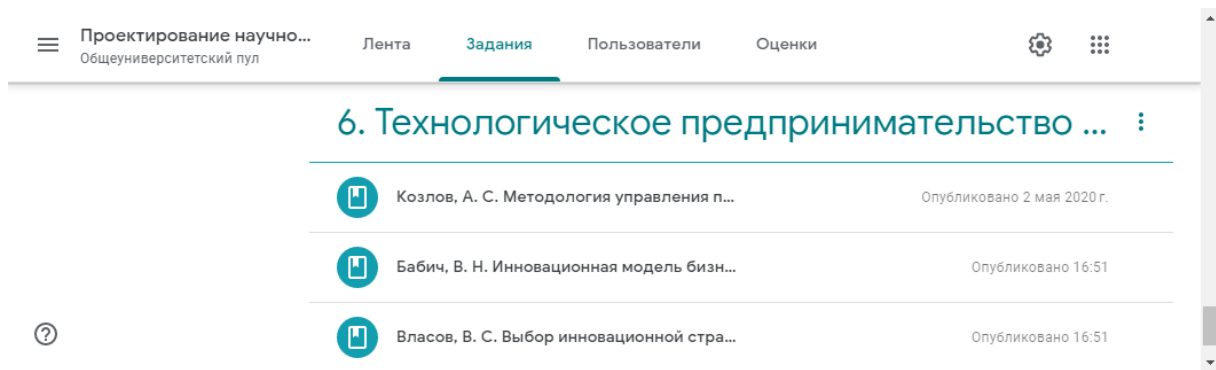 Проектирование научно...
Общеуниверситетский пул
Лента Задания Пользователи Оценки
6. Технологическое предпринимательство ...
Козлов, А. С. Методология управления п... Опубликовано 2 мая 2020 г.
Бабич, В. Н. Инновационная модель бизн... Опубликовано 16:51
Власов, В. С. Выбор инновационной стра... Опубликовано 16:51